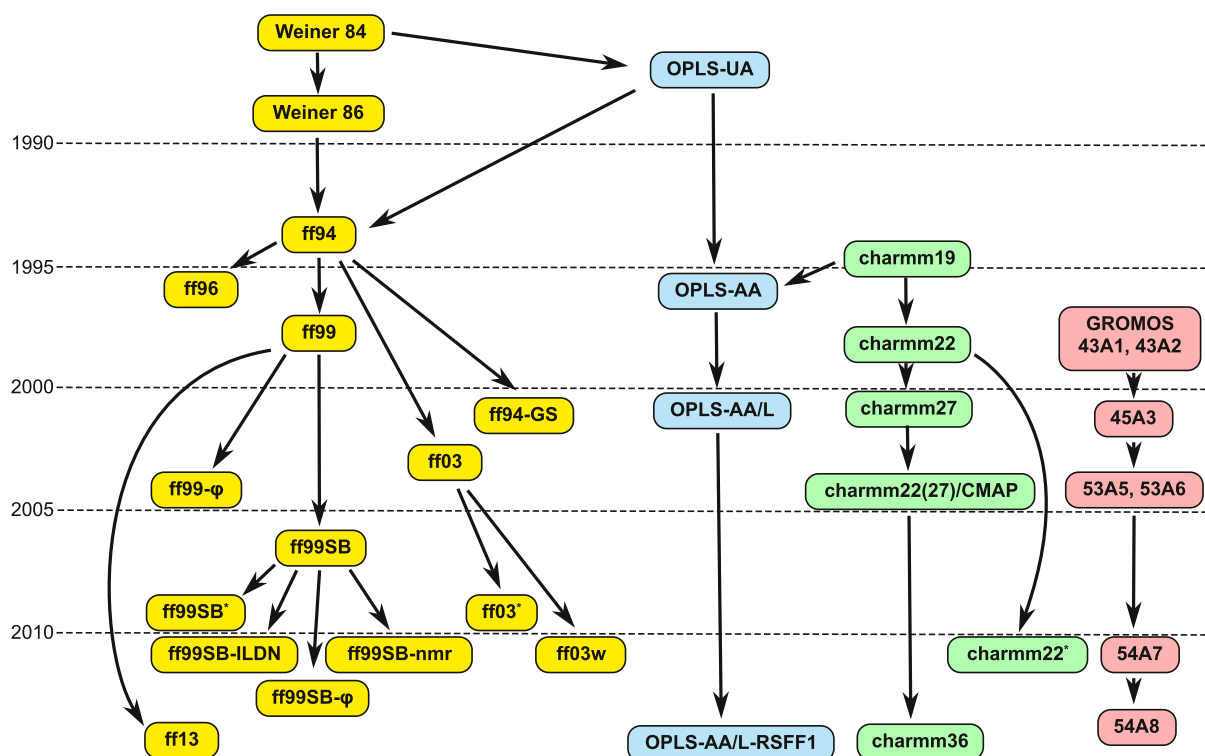 Weiner 84
OPLS-UA
Weiner 86
1990
ff94
charmm19
1995
ff96
OPLS-AA
GROMOS
43A1, 43A2
ff99
charmm22
2000
ff94-GS
OPLS-AA/L
charmm27
45A3
ff03
ff99-φ
charmm22(27)/CMAP
53A5, 53A6
2005
ff99SB
ff99SB*
ff03*
2010
ff99SB-ILDN
ff99SB-nmr
ff03w
charmm22*
54A7
ff99SB-φ
54A8
ff13
OPLS-AA/L-RSFF1
charmm36